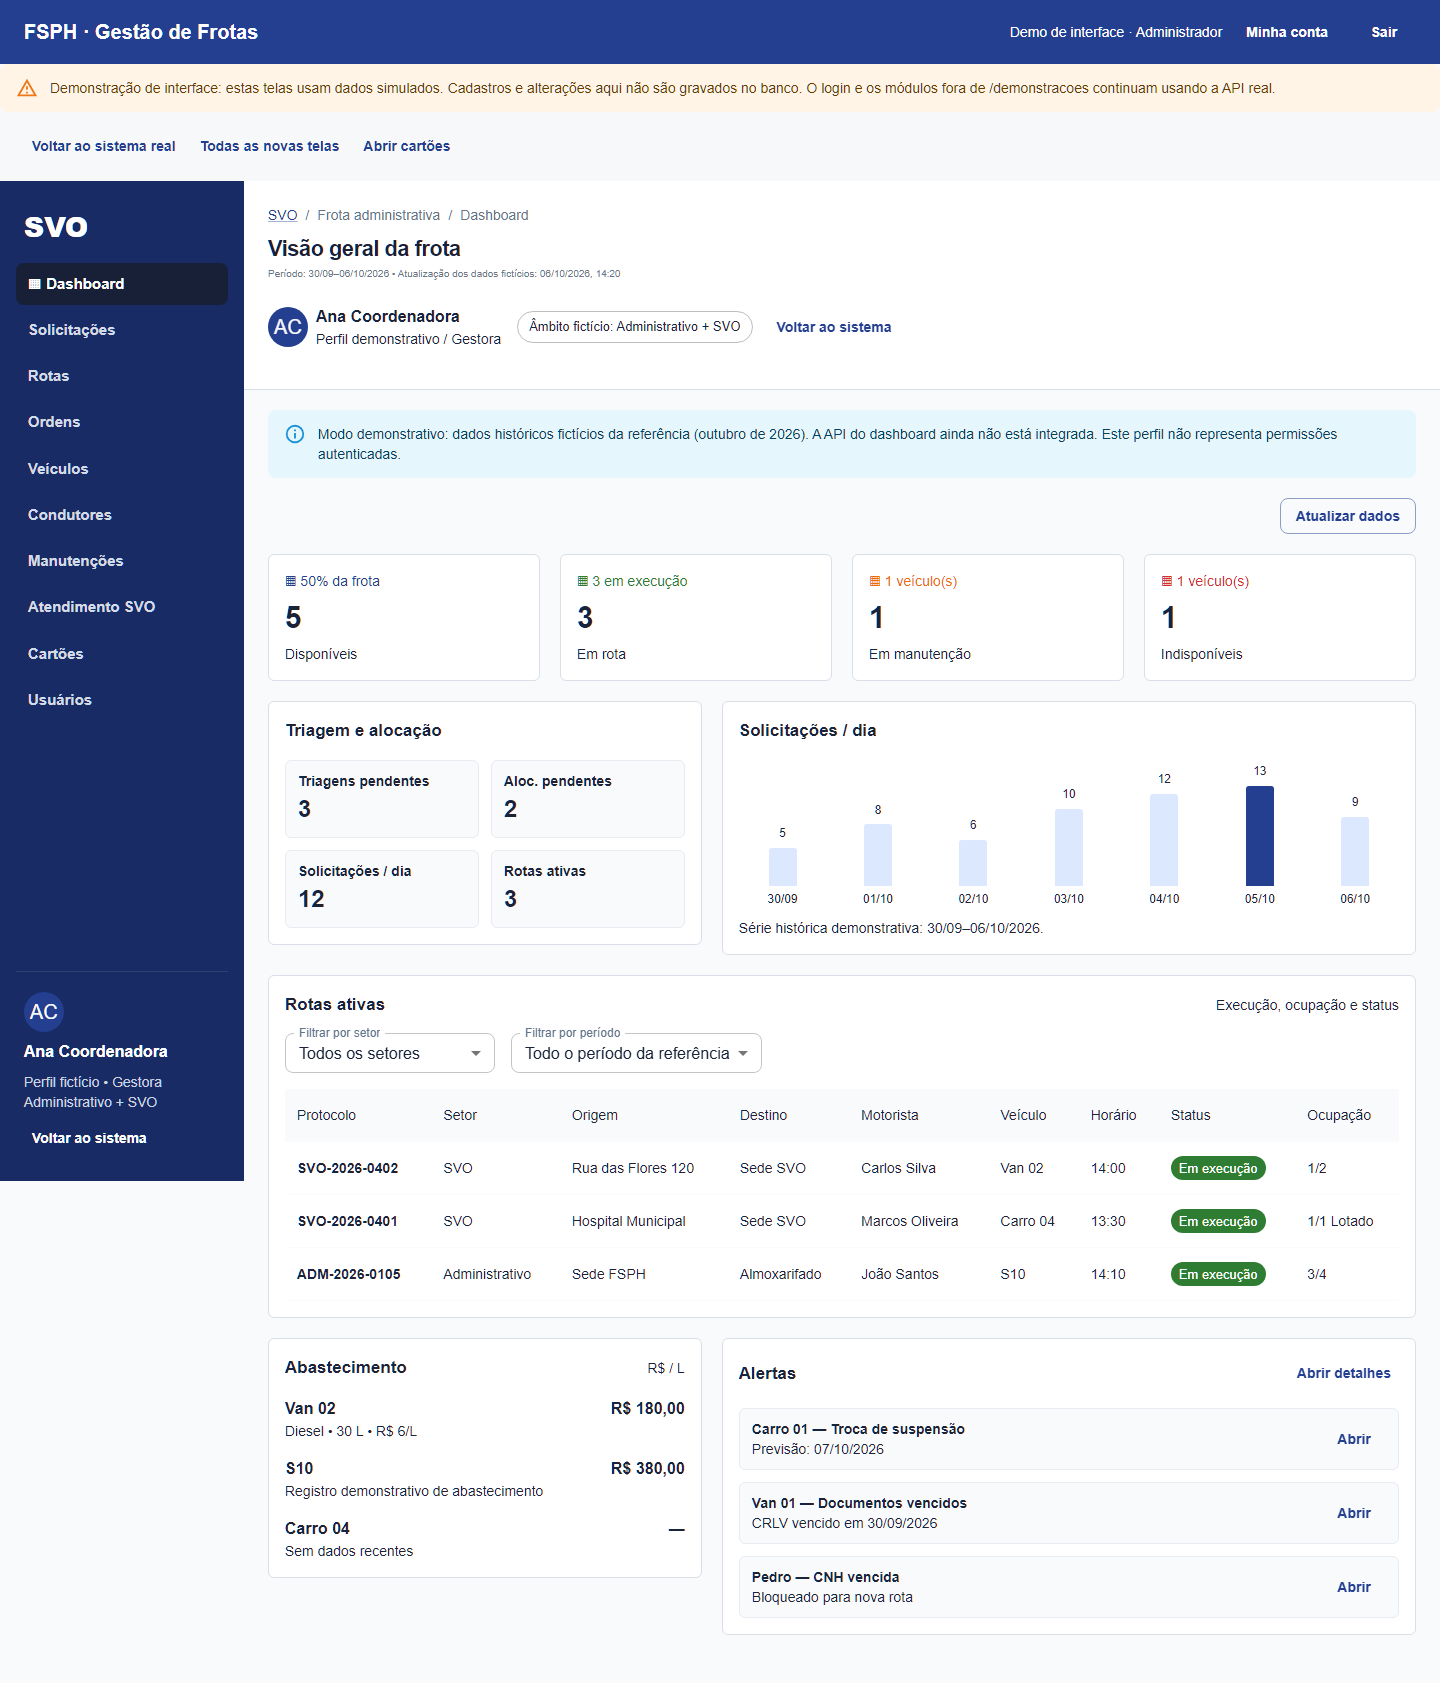 FSPH · Gestão de Frotas
Demo de interface · Administrador
Minha conta
Sair
Demonstração de interface: estas telas usam dados simulados. Cadastros e alterações aqui não são gravados no banco. O login e os módulos fora de /demonstracoes continuam usando a API real.
Voltar ao sistema real
Todas as novas telas
Abrir cartões
SVO
Dashboard
Solicitações
Rotas
Ordens
Veículos
Condutores
Manutenções
Atendimento SVO
Cartões
Usuários
AC
Ana Coordenadora
Perfil fictício • Gestora
Administrativo + SVO
Voltar ao sistema
SVO / Frota administrativa / Dashboard
Visão geral da frota
Período: 30/09–06/10/2026 • Atualização dos dados fictícios: 06/10/2026, 14:20
AC
Ana Coordenadora
Perfil demonstrativo / Gestora
Âmbito fictício: Administrativo + SVO
Voltar ao sistema
Modo demonstrativo: dados históricos fictícios da referência (outubro de 2026). A API do dashboard ainda não está integrada. Este perfil não representa permissões
autenticadas.
Atualizar dados
50% da frota
5
Disponíveis
3 em execução
3
Em rota
1 veículo(s)
1
Em manutenção
1 veículo(s)
1
Indisponíveis
Triagem e alocação
Triagens pendentes
3
Aloc. pendentes
2
Solicitações / dia
12
Rotas ativas
3
Solicitações / dia
5
8
6
10
12
13
9
30/09
01/10
02/10
03/10
04/10
05/10
06/10
Série histórica demonstrativa: 30/09–06/10/2026.
Rotas ativas
Execução, ocupação e status
Filtrar por setor
Todos os setores
Filtrar por período
Todo o período da referência
Protocolo Setor Origem Destino Motorista Veículo Horário Status Ocupação
SVO-2026-0402 SVO Rua das Flores 120 Sede SVO Carlos Silva Van 02 14:00 Em execução 1/2
SVO-2026-0401 SVO Hospital Municipal Sede SVO Marcos Oliveira Carro 04 13:30 Em execução 1/1 Lotado
ADM-2026-0105 Administrativo Sede FSPH Almoxarifado João Santos S10 14:10 Em execução 3/4
Abastecimento
R$ / L
Van 02
R$ 180,00
Diesel • 30 L • R$ 6/L
S10
R$ 380,00
Registro demonstrativo de abastecimento
Carro 04
—
Sem dados recentes
Alertas
Abrir detalhes
Carro 01 — Troca de suspensão
Previsão: 07/10/2026
Abrir
Van 01 — Documentos vencidos
CRLV vencido em 30/09/2026
Abrir
Pedro — CNH vencida
Bloqueado para nova rota
Abrir